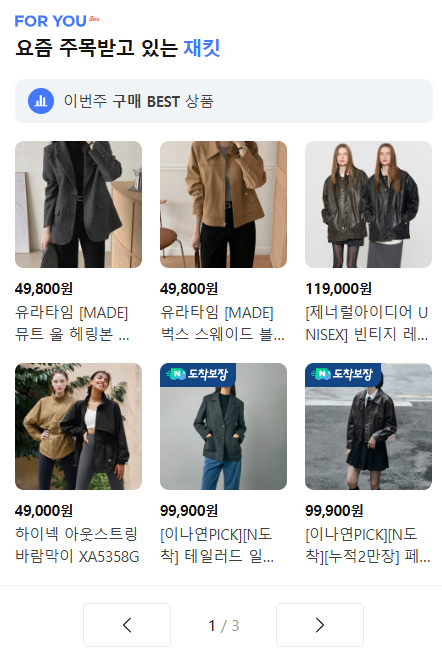 FOR YOU Beta
요즘 주목받고 있는 재킷
이번주 구매 BEST 상품
49,800원
유라타임 [MADE]
뮤트 울 헤링본 ...
49,800원
유라타임 [MADE]
벅스 스웨이드 블...
119,000원
[제너럴아이디어 U
NISEX] 빈티지 레...
49,000원
하이넥 아웃스트링
바람막이 XA5358G
N 도착보장
99,900원
[이나연PICK][N도
착] 테일러드 일...
N 도착보장
99,900원
[이나연PICK][N도
착][누적2만장] 페...
1 / 3